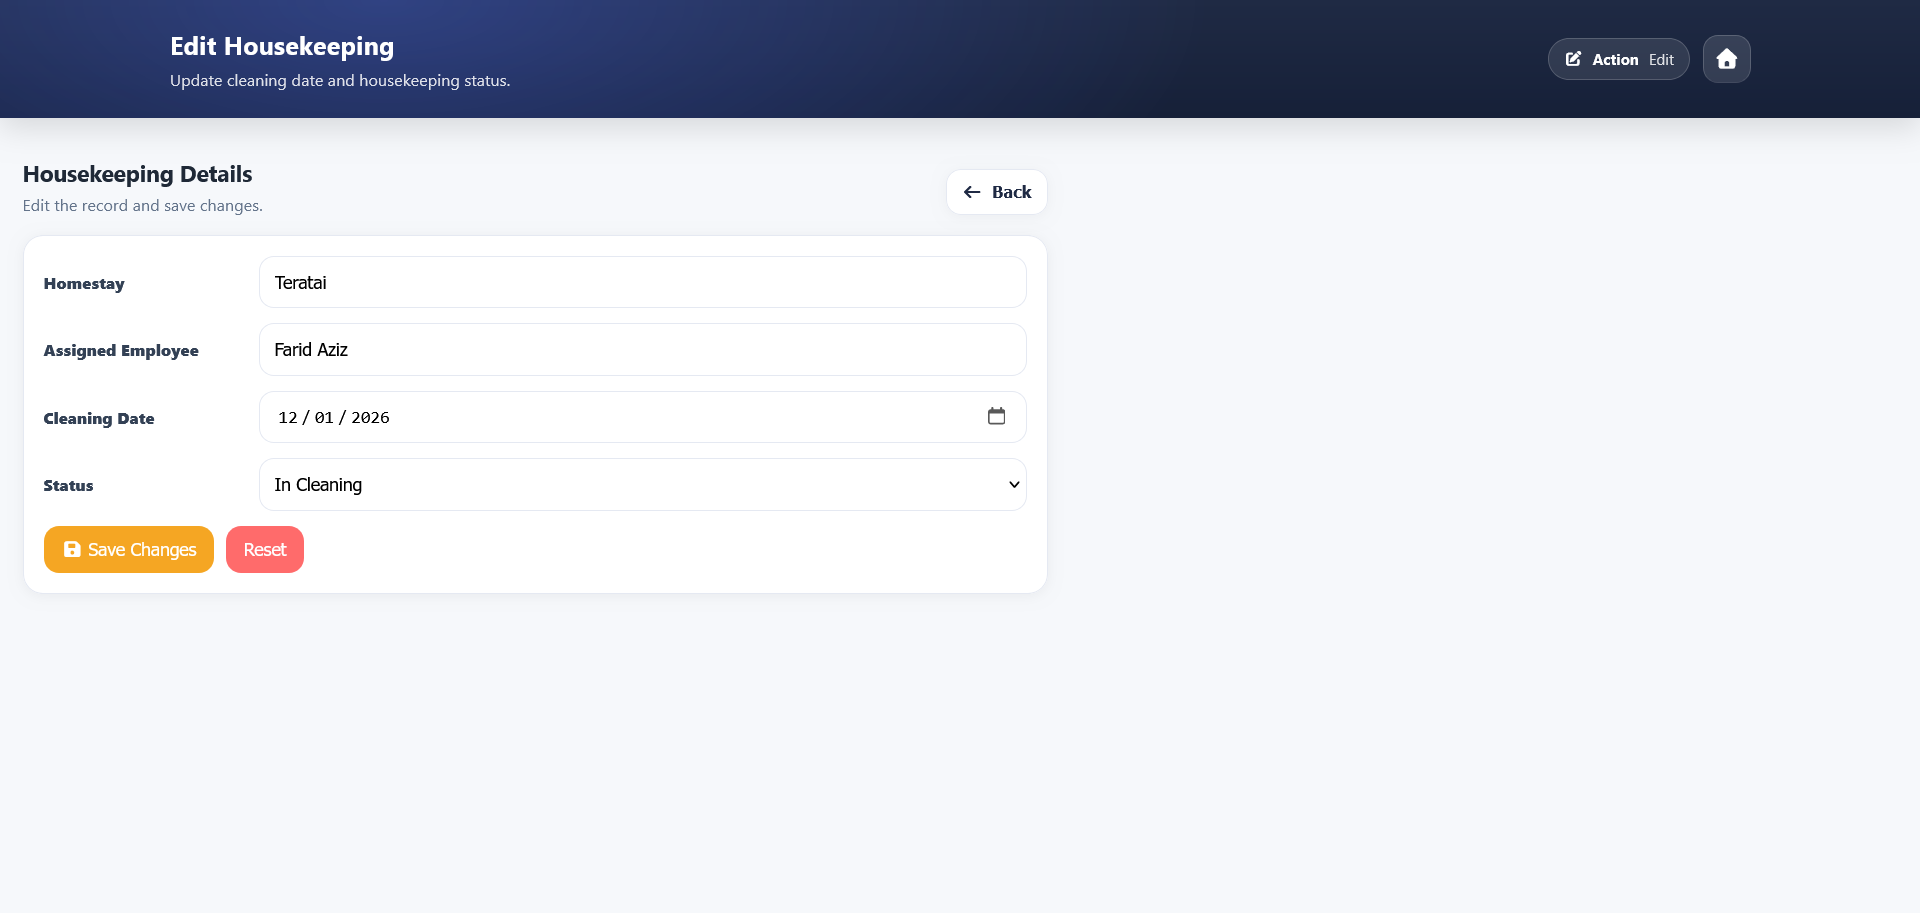 Edit Housekeeping
Update cleaning date and housekeeping status.
Action Edit
Housekeeping Details
Edit the record and save changes.
Back
Homestay Teratai
Assigned Employee Farid Aziz
Cleaning Date 12 / 01 / 2026
Status In Cleaning
Save Changes Reset